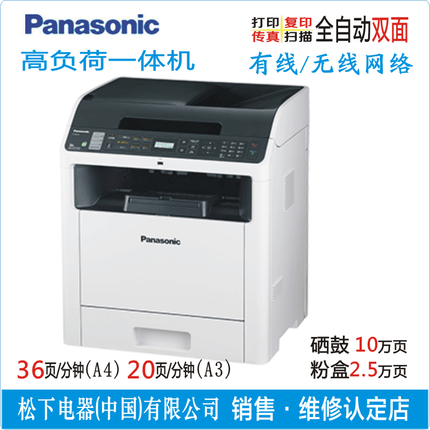 Panasonic
打印 复印
传真 扫描
全自动双面
高负荷一体机
有线/无线网络
Panasonic
Panasonic
硒鼓 10万页
粉盒2.5万页
36页/分钟(A4) 20页/分钟(A3)
松下电器(中国)有限公司 销售·维修认定店